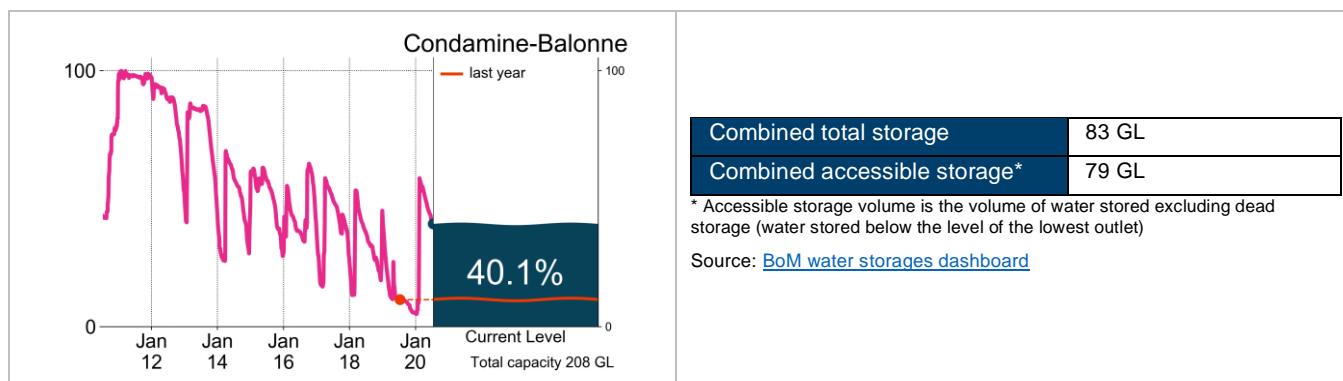 Condamine-Balonne
100
last year
100
40.1%
0
0
Jan Jan Jan Jan Jan
12 14 16 18 20
Current Level
Total capacity 208 GL
Combined total storage 83 GL
Combined accessible storage* 79 GL
* Accessible storage volume is the volume of water stored excluding dead
storage (water stored below the level of the lowest outlet)
Source: BoM water storages dashboard